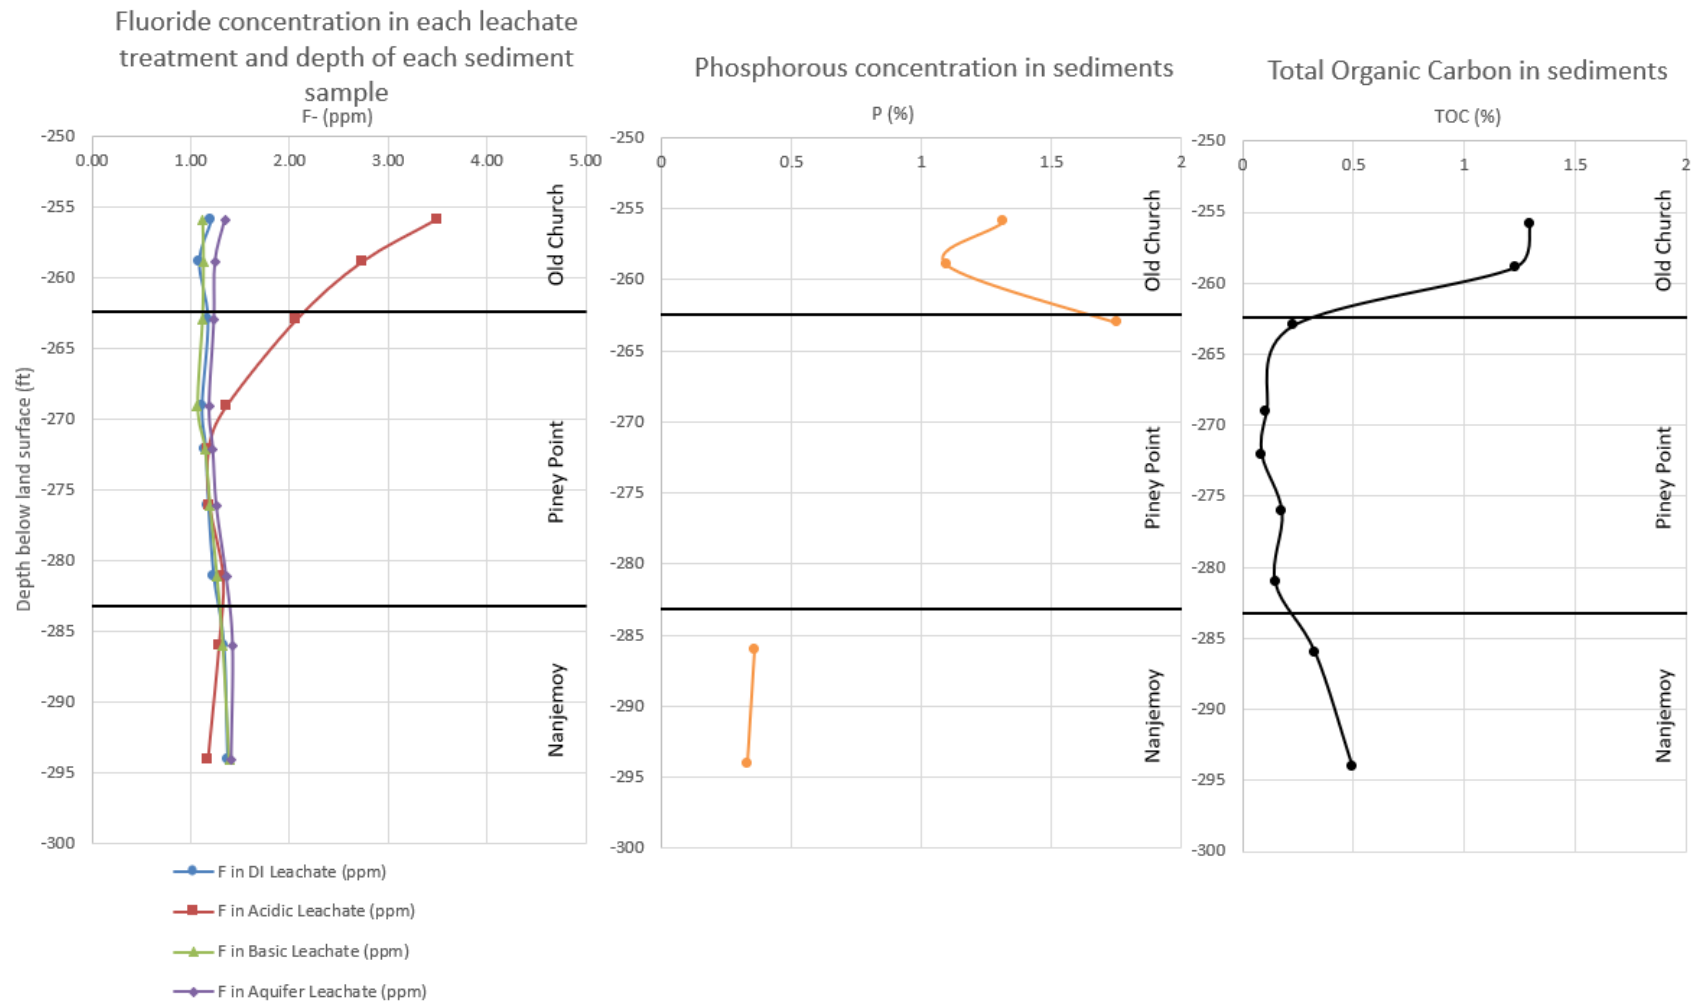 Fluoride concentration in each leachate
treatment and depth of each sediment
sample
F- (ppm)
-250
0.00 1.00 2.00 3.00 4.00 5.00
-255
-260
-265
-270
-275
-280
-285
-290
-295
-300
Depth below land surface (ft)
Old Church
Piney Point
Nanjemoy
F in DI Leachate (ppm)
F in Acidic Leachate (ppm)
F in Basic Leachate (ppm)
F in Aquifer Leachate (ppm)
Phosphorous concentration in sediments
P (%)
-250
0 0.5 1 1.5 2
-255
-260
-265
-270
-275
-280
-285
-290
-295
-300
Old Church
Piney Point
Nanjemoy
Total Organic Carbon in sediments
TOC (%)
-250
0 0.5 1 1.5 2
-255
-260
-265
-270
-275
-280
-285
-290
-295
-300
Old Church
Piney Point
Nanjemoy